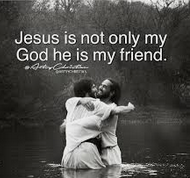 Jesus is not only my
God he is my friend.